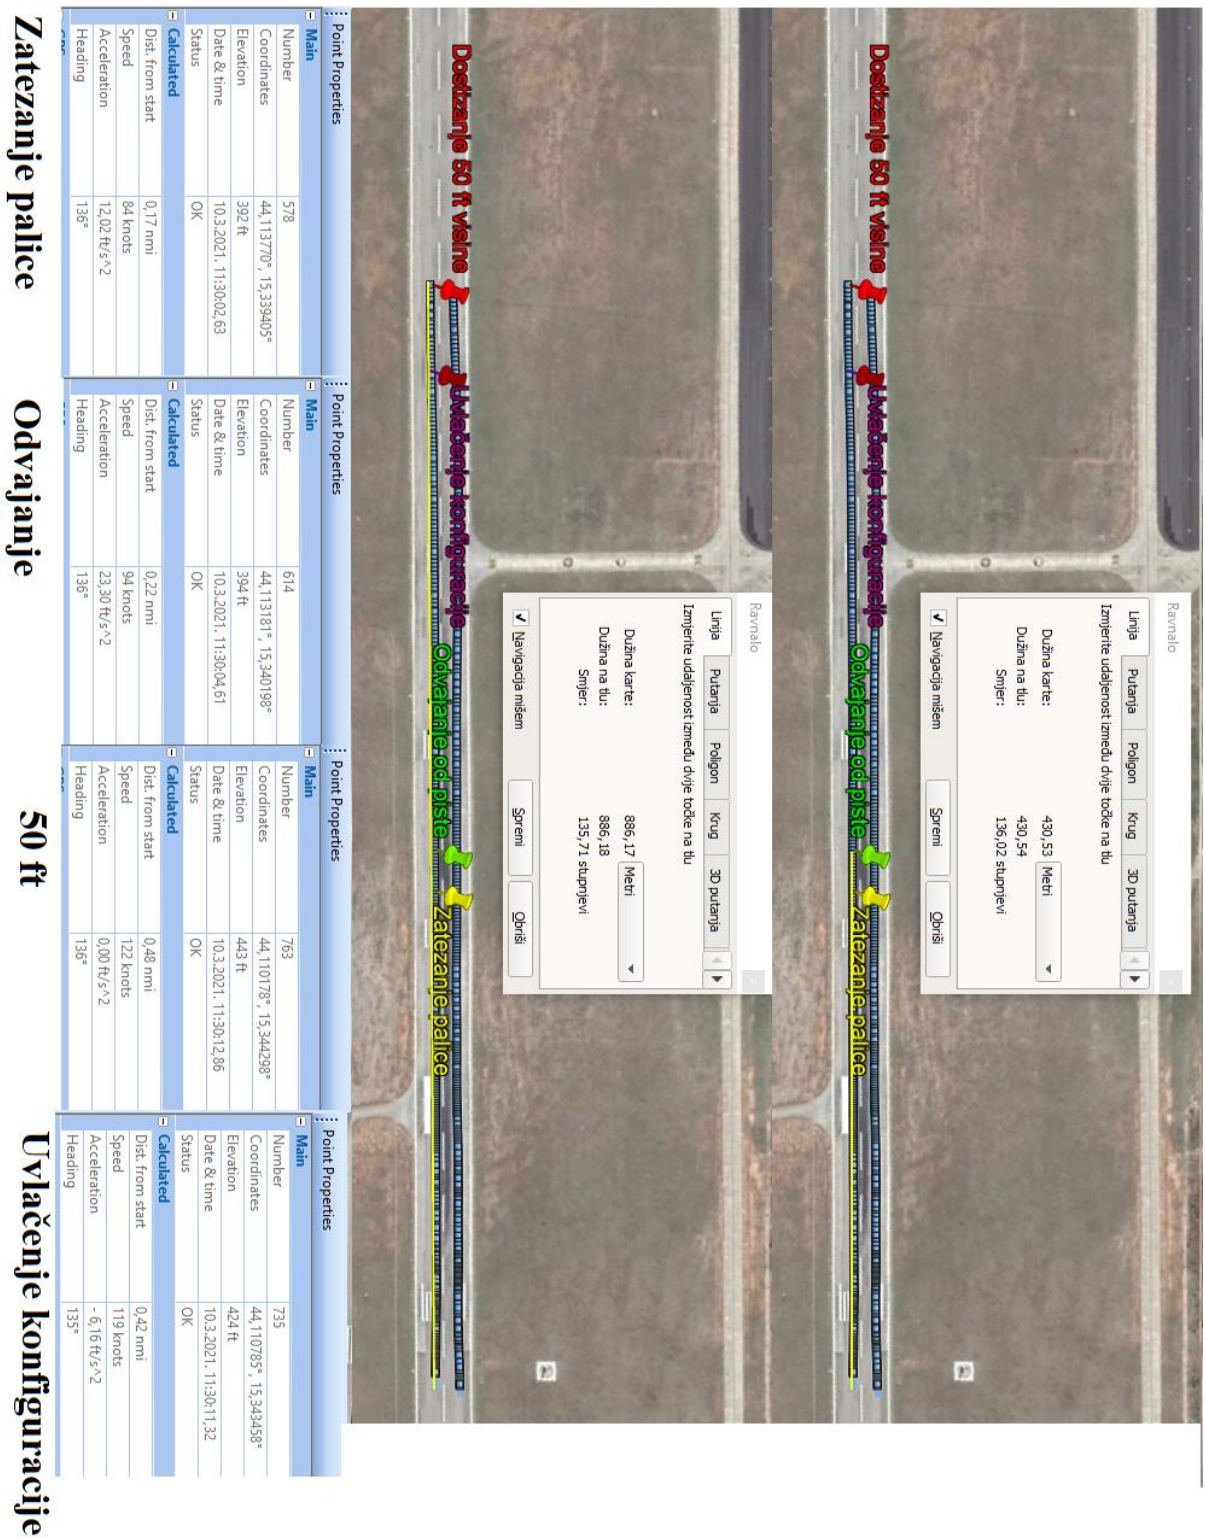 Ravnalo
Linija Putanja Poligon Krug 3D putanja
Izmjerite udaljenost između dvije točke na tlu
Dužina karte: 430,53 Metri
Dužina na tlu: 430,54
Smjer: 136,02 stupnjevi
Navigacija mišem Spremi Obriši
Dostizanje 50 ft visine
Uvlačenje konfiguracije
Odvajanje od piste
Zatezanje palice
Ravnalo
Linija Putanja Poligon Krug 3D putanja
Izmjerite udaljenost između dvije točke na tlu
Dužina karte: 886,17 Metri
Dužina na tlu: 886,18
Smjer: 135,71 stupnjevi
Navigacija mišem Spremi Obriši
Dostizanje 50 ft visine
Uvlačenje konfiguracije
Odvajanje od piste
Zatezanje palice
Point Properties
Main
Number 578
Coordinates 44,113770°, 15,339405°
Elevation 392 ft
Date & time 10.3.2021. 11:30:02,63
Status OK
Calculated
Dist. from start 0,17 nmi
Speed 84 knots
Acceleration 12,02 ft/s^2
Heading 136°
Zatezanje palice
Point Properties
Main
Number 614
Coordinates 44,113181°, 15,340198°
Elevation 394 ft
Date & time 10.3.2021. 11:30:04,61
Status OK
Calculated
Dist. from start 0,22 nmi
Speed 94 knots
Acceleration 23,30 ft/s^2
Heading 136°
Odvajanje
Point Properties
Main
Number 763
Coordinates 44,110178°, 15,344298°
Elevation 443 ft
Date & time 10.3.2021. 11:30:12,86
Status OK
Calculated
Dist. from start 0,48 nmi
Speed 122 knots
Acceleration 0,00 ft/s^2
Heading 136°
50 ft
Point Properties
Main
Number 735
Coordinates 44,110785°, 15,343458°
Elevation 424 ft
Date & time 10.3.2021. 11:30:11,32
Status OK
Calculated
Dist. from start 0,42 nmi
Speed 119 knots
Acceleration - 6,16 ft/s^2
Heading 135°
Uvlačenje konfiguracije